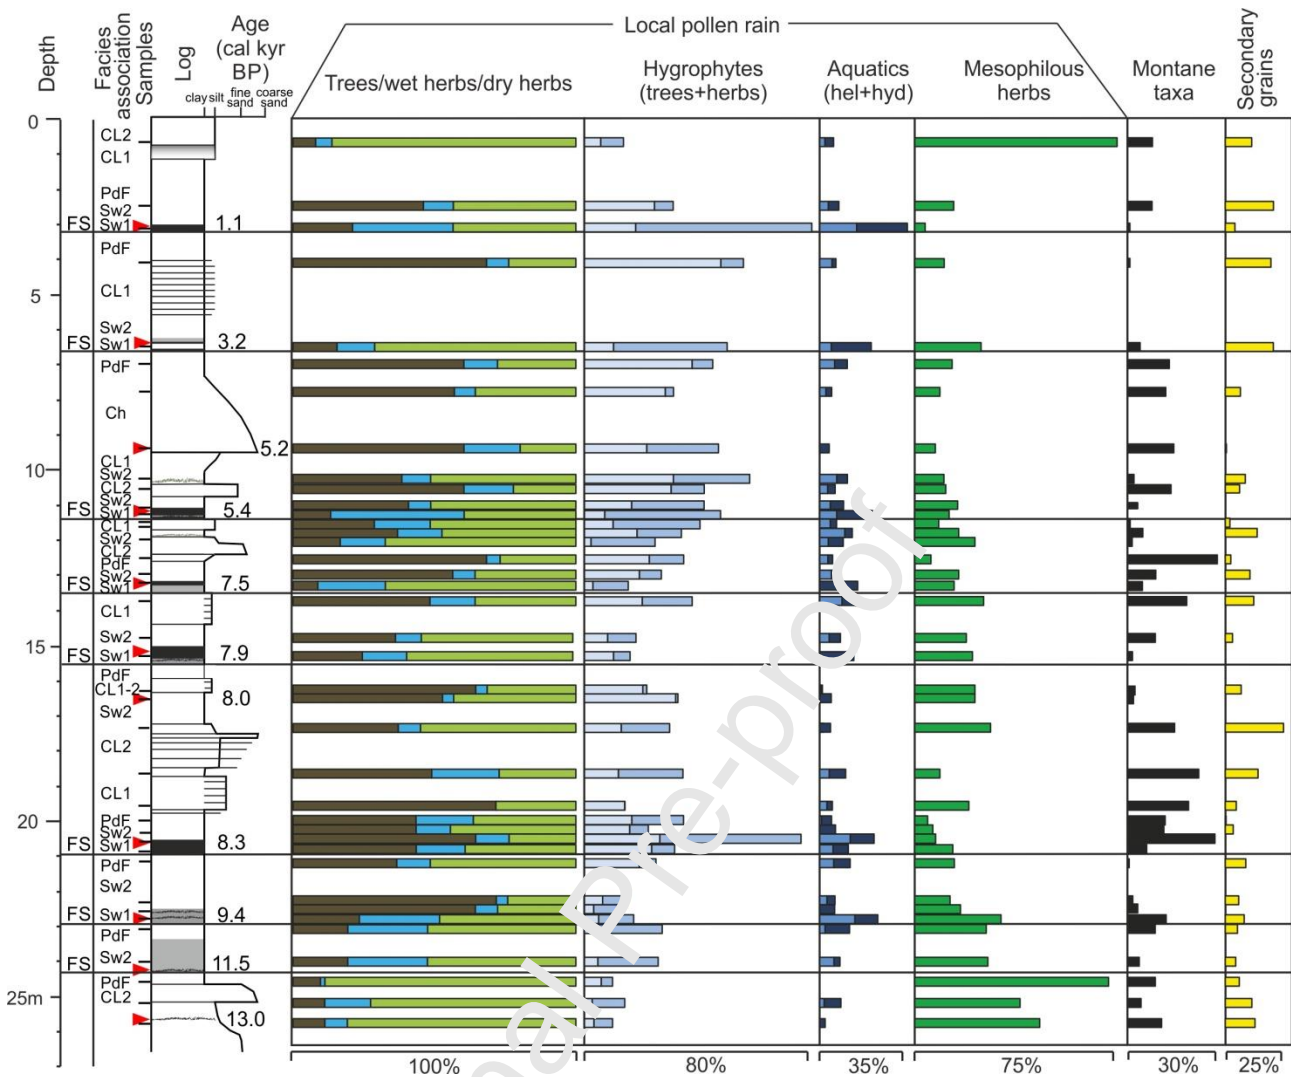 Local pollen rain
Depth
Facies
association
Samples
Log
Age
(cal kyr
BP)
clay
silt
fine
sand
coarse
sand
Trees/wet herbs/dry herbs
Hygrophytes
(trees+herbs)
Aquatics
(hel+hyd)
Mesophilous
herbs
Montane
taxa
Secondary
grains
0
CL2
CL1
PdF
Sw2
FS Sw1 1.1
PdF
5
CL1
Sw2
3.2
FS Sw1
PdF
Ch
5.2
CL1
10
Sw2
CL2
Sw2
FS Sw1 5.4
CL1
Sw2
CL2
PdF
Sw2
FS Sw1 7.5
CL1
Sw2
15
FS Sw1 7.9
PdF
CL1-2
8.0
Sw2
CL2
CL1
20
PdF
Sw2
FS Sw1 8.3
PdF
Sw2
FS Sw1 9.4
PdF
Sw2
FS 11.5
PdF
25m
CL2
13.0
100%
80%
35%
75%
30%
25%
nal Pre-proof